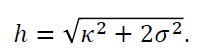 h = √(κ² + 2σ²).